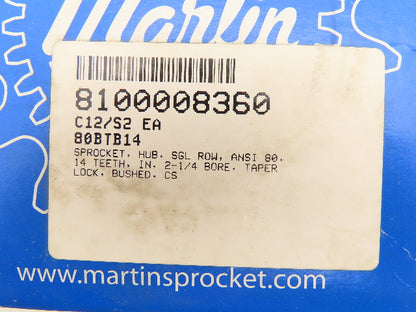 Martin
8100008360
C12/S2 EA
80BTB14
SPROCKET, HUB, SGL ROW, ANSI 80,
14 TEETH, IN, 2-1/4 BORE, TAPER
LOCK, BUSHED, CS
www.martinsprocket.com